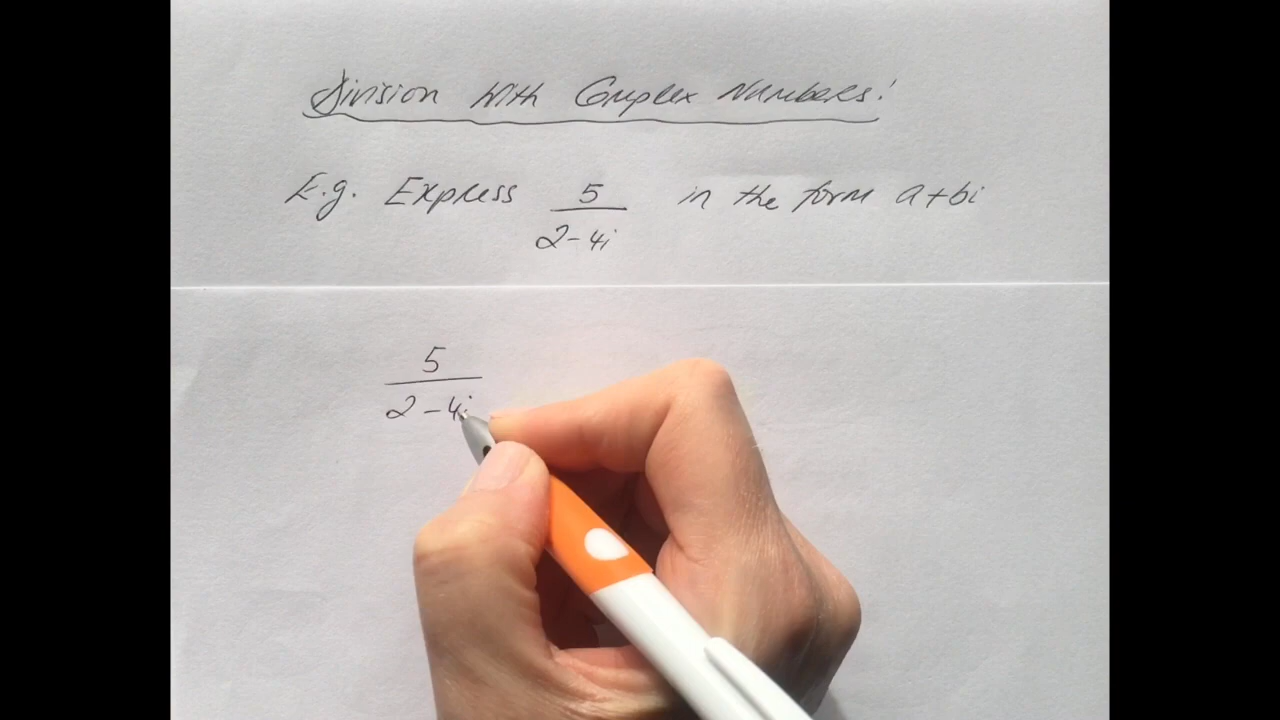 Division With Complex Numbers!
E.g. Express 5/(2-4i) in the form a+bi
5/(2-4i)